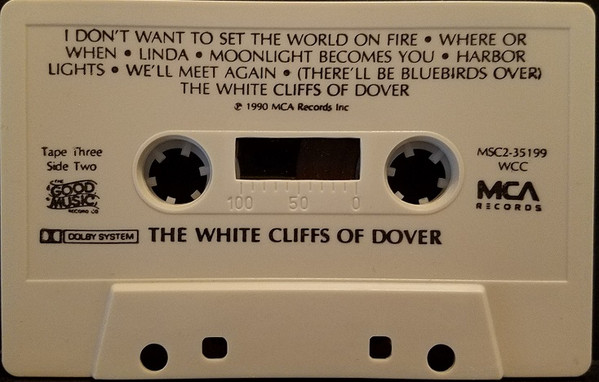 I DON'T WANT TO SET THE WORLD ON FIRE • WHERE OR
WHEN • LINDA • MOONLIGHT BECOMES YOU • HARBOR
LIGHTS • WE'LL MEET AGAIN • (THERE'LL BE BLUEBIRDS OVER)
THE WHITE CLIFFS OF DOVER
℗ 1990 MCA Records Inc
Tape Three
Side Two
THE
GOOD
MUSIC
RECORD CO
MSC2-35199
WCC
MCA
RECORDS
100 50 0
DOLBY SYSTEM THE WHITE CLIFFS OF DOVER